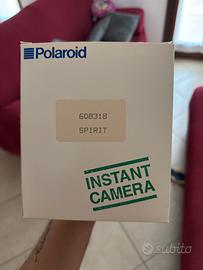 Polaroid
608318
SPIRIT
INSTANT
CAMERA
subito